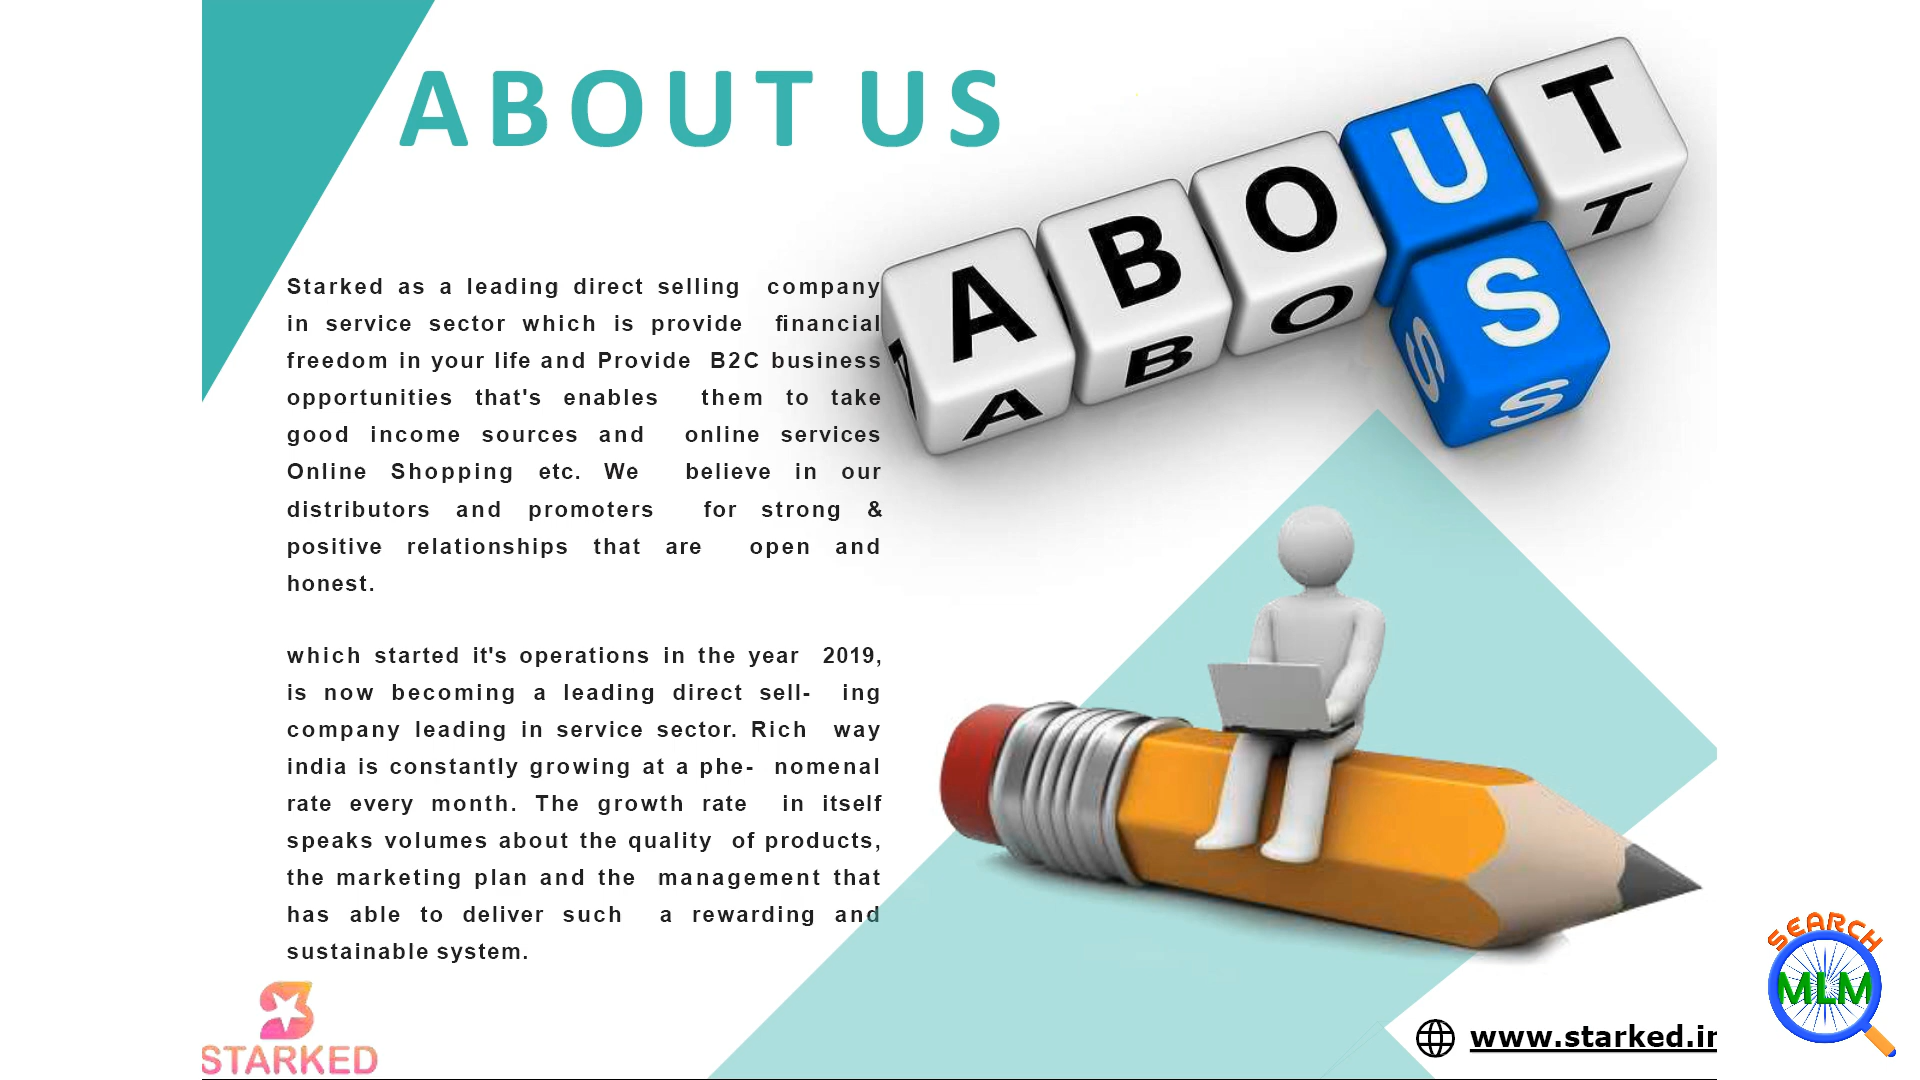 ABOUT US
A B O U T
A B O T
S
S S
Starked as a leading direct selling company
in service sector which is provide financial
freedom in your life and Provide B2C business
opportunities that's enables them to take
good income sources and online services
Online Shopping etc. We believe in our
distributors and promoters for strong &
positive relationships that are open and
honest.
which started it's operations in the year 2019,
is now becoming a leading direct sell- ing
company leading in service sector. Rich way
india is constantly growing at a phe- nomenal
rate every month. The growth rate in itself
speaks volumes about the quality of products,
the marketing plan and the management that
has able to deliver such a rewarding and
sustainable system.
STARKED
www.starked.in
SEARCH
MLM